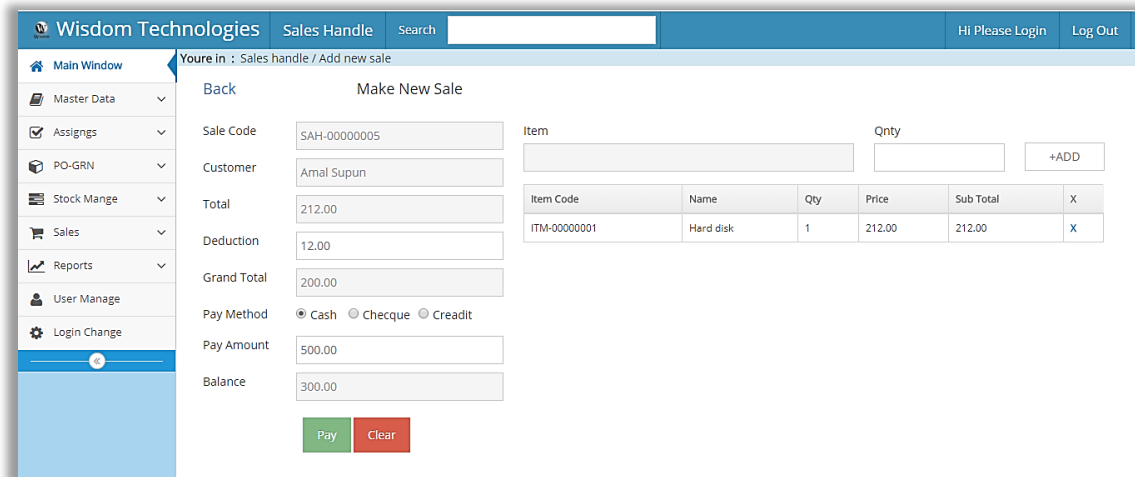 Wisdom Technologies Sales Handle Search Hi Please Login Log Out
Youre in : Sales handle / Add new sale
Main Window
Master Data
Assigngs
PO-GRN
Stock Mange
Sales
Reports
User Manage
Login Change
Back Make New Sale
Sale Code SAH-00000005
Customer Amal Supun
Total 212.00
Deduction 12.00
Grand Total 200.00
Pay Method Cash Checque Creadit
Pay Amount 500.00
Balance 300.00
Pay Clear
Item Qnty
+ADD
Item Code Name Qty Price Sub Total X
ITM-00000001 Hard disk 1 212.00 212.00 X